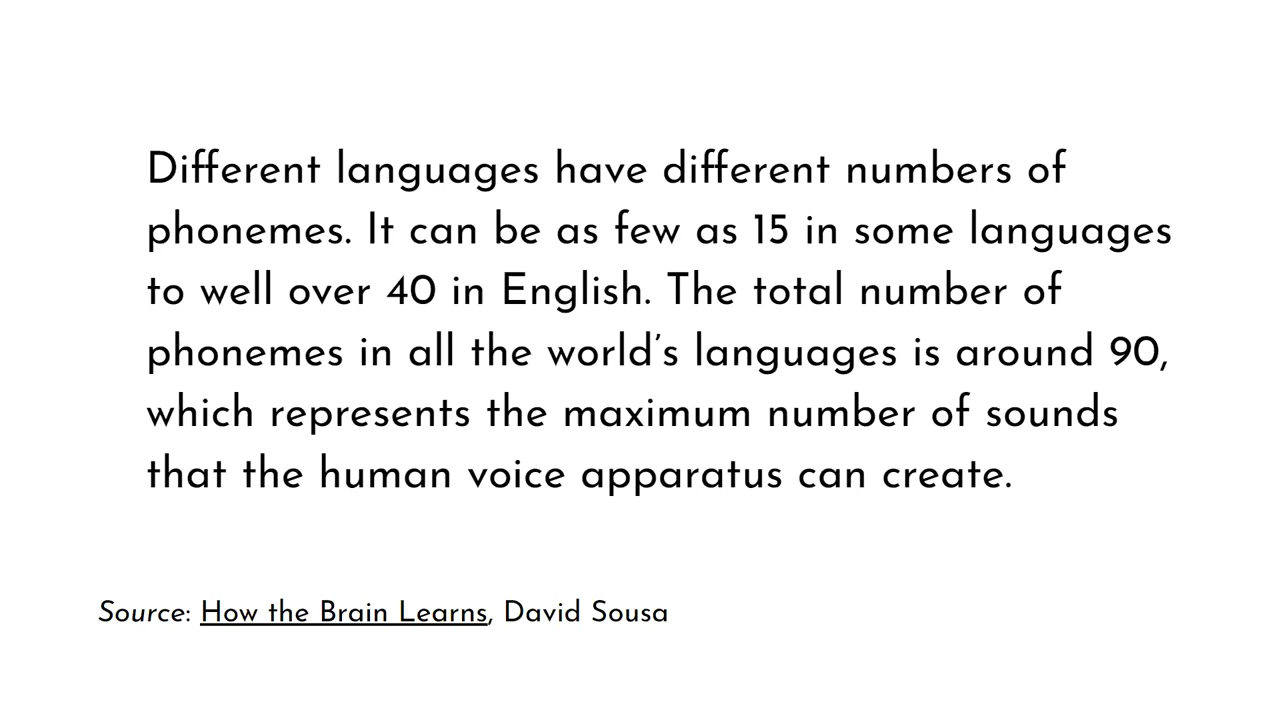 Different languages have different numbers of
phonemes. It can be as few as 15 in some languages
to well over 40 in English. The total number of
phonemes in all the world’s languages is around 90,
which represents the maximum number of sounds
that the human voice apparatus can create.
Source: How the Brain Learns, David Sousa